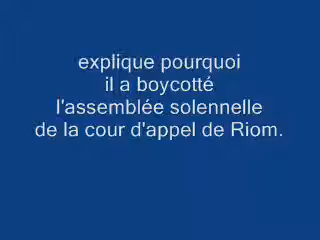 explique pourquoi
il a boycotté
l'assemblée solennelle
de la cour d'appel de Riom.